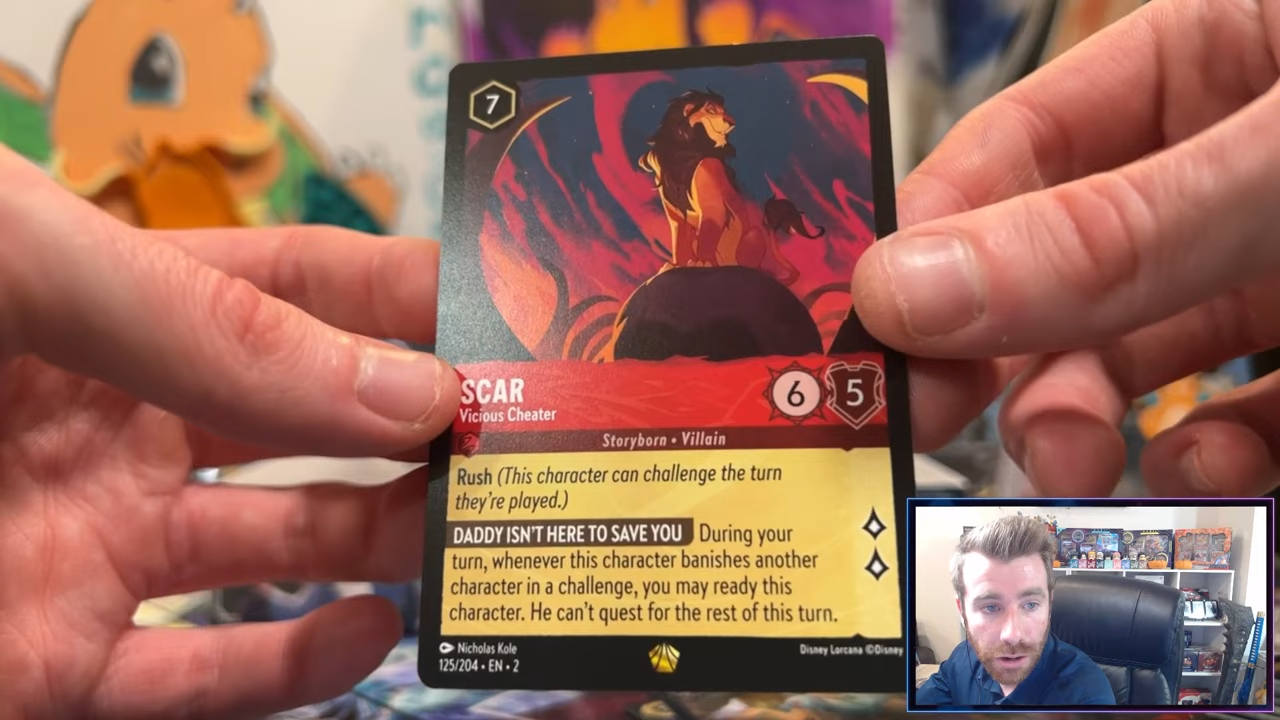 7
SCAR
Vicious Cheater
6 5
Storyborn • Villain
Rush (This character can challenge the turn
they're played.)
DADDY ISN'T HERE TO SAVE YOU During your
turn, whenever this character banishes another
character in a challenge, you may ready this
character. He can't quest for the rest of this turn.
Nicholas Kole
125/204 • EN • 2
Disney Lorcana ©Disney